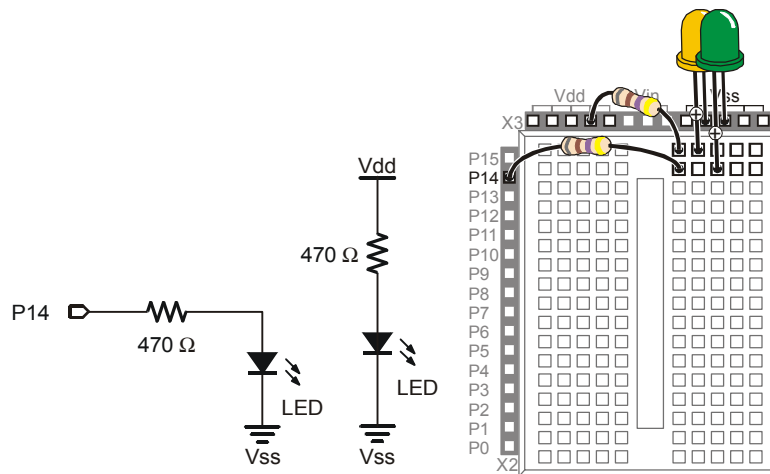 P14
470 Ω
LED
Vss
Vdd
470 Ω
LED
Vss
Vdd
Vin
Vss
X3
P15
P14
P13
P12
P11
P10
P9
P8
P7
P6
P5
P4
P3
P2
P1
P0
X2
+
+